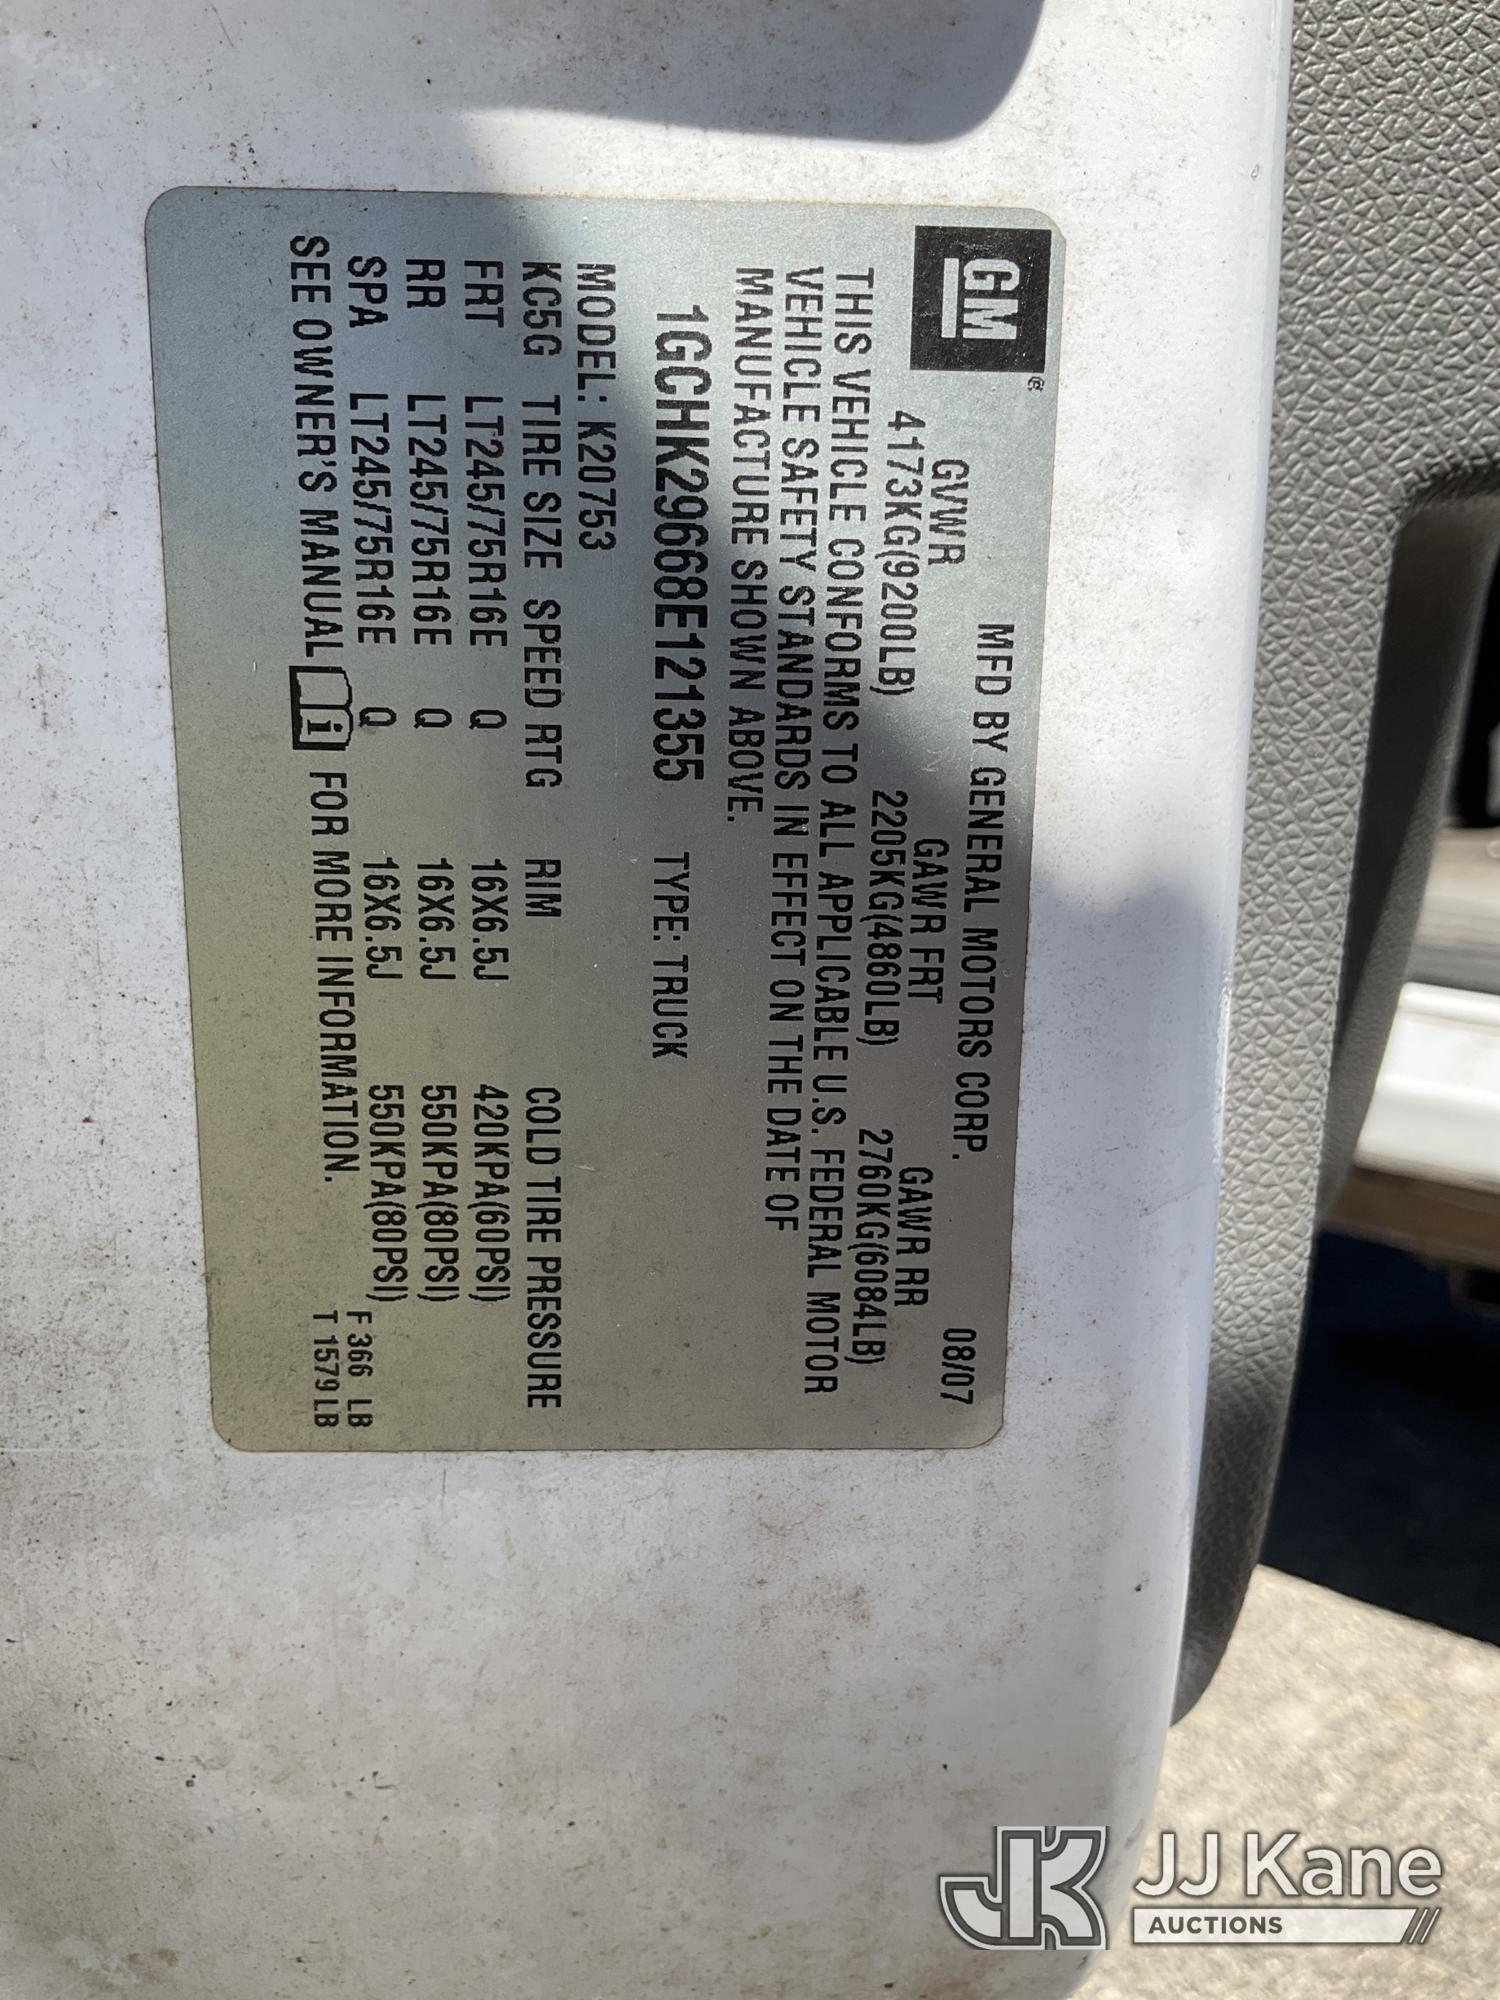 GM®
MFD BY GENERAL MOTORS CORP. 08/07
GVWR GAWR FRT GAWR RR
4173KG(9200LB) 2205KG(4860LB) 2760KG(6084LB)
THIS VEHICLE CONFORMS TO ALL APPLICABLE U.S. FEDERAL MOTOR
VEHICLE SAFETY STANDARDS IN EFFECT ON THE DATE OF
MANUFACTURE SHOWN ABOVE.
1GCHK29668E121355 TYPE: TRUCK
MODEL: K20753
KC5G TIRE SIZE SPEED RTG RIM COLD TIRE PRESSURE
FRT LT245/75R16E Q 16X6.5J 420KPA(60PSI)
RR LT245/75R16E Q 16X6.5J 550KPA(80PSI)
SPA LT245/75R16E Q 16X6.5J 550KPA(80PSI)
SEE OWNER'S MANUAL i FOR MORE INFORMATION.
F 366 LB
T 1579 LB
JK JJ Kane
AUCTIONS